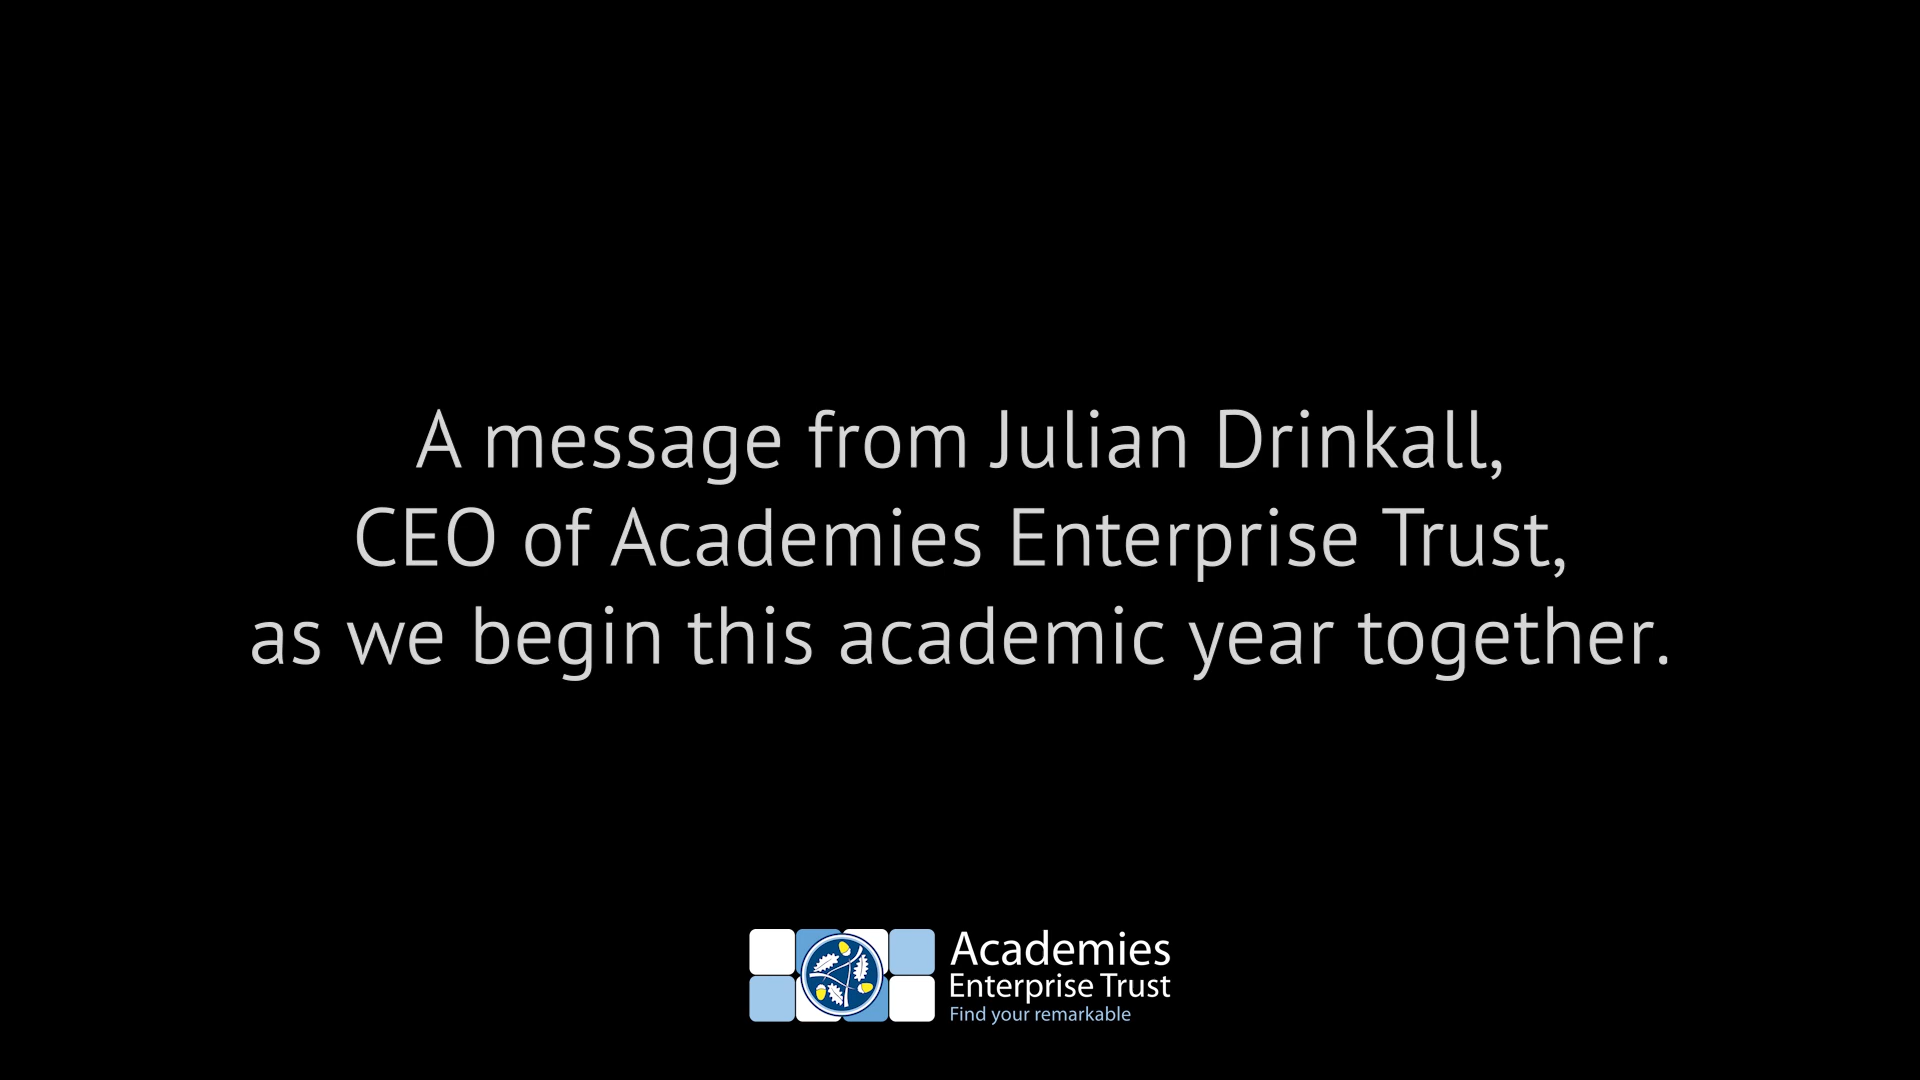 A message from Julian Drinkall,
CEO of Academies Enterprise Trust,
as we begin this academic year together.
Academies
Enterprise Trust
Find your remarkable